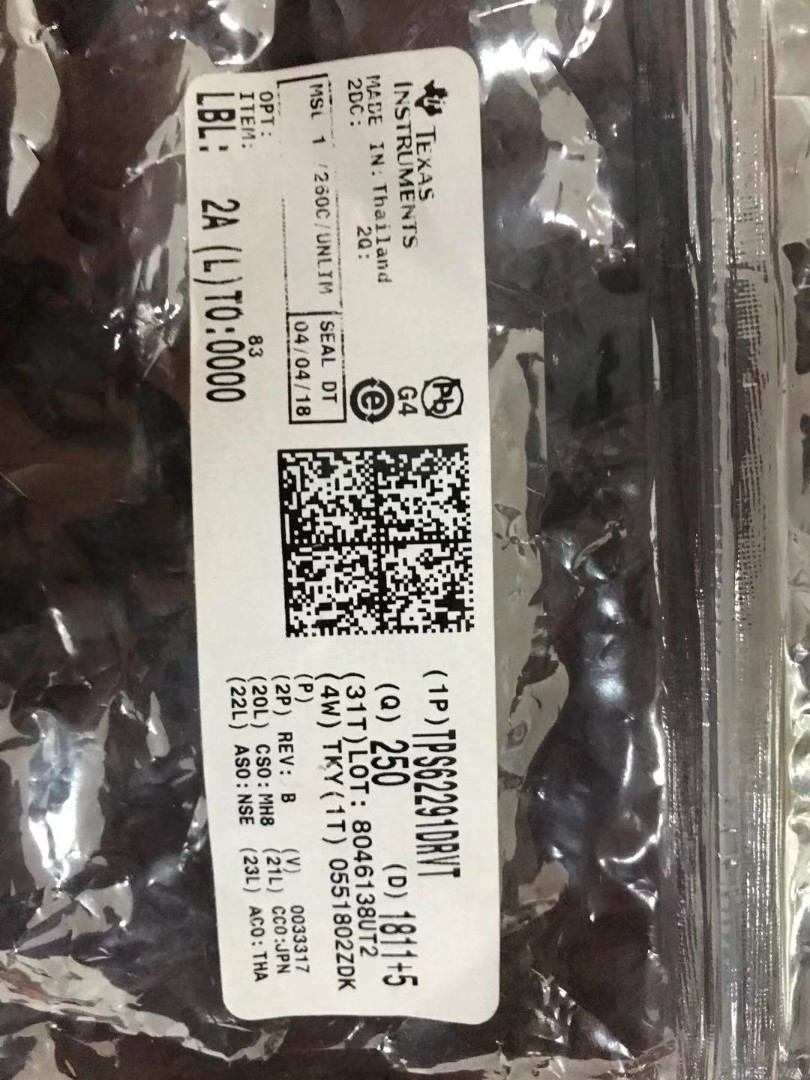 TEXAS
INSTRUMENTS
MADE IN: Thailand
2DC: 2Q:
Pb
G4
e
MSL 1 /260C/UNLIM
SEAL DT
04/04/18
OPT:
ITEM: 83
LBL: 2A (L)TO:0000
(1P)TPS62291DRVT
(Q) 250 (D) 1811+5
(31T)LOT: 8046138UT2
(4W) TKY(1T) 0551802ZDK
(P)
(2P) REV: B (V) 0033317
(20L) CSO:MH8 (21L) CCO:JPN
(22L) ASO:NSE (23L) ACO:THA